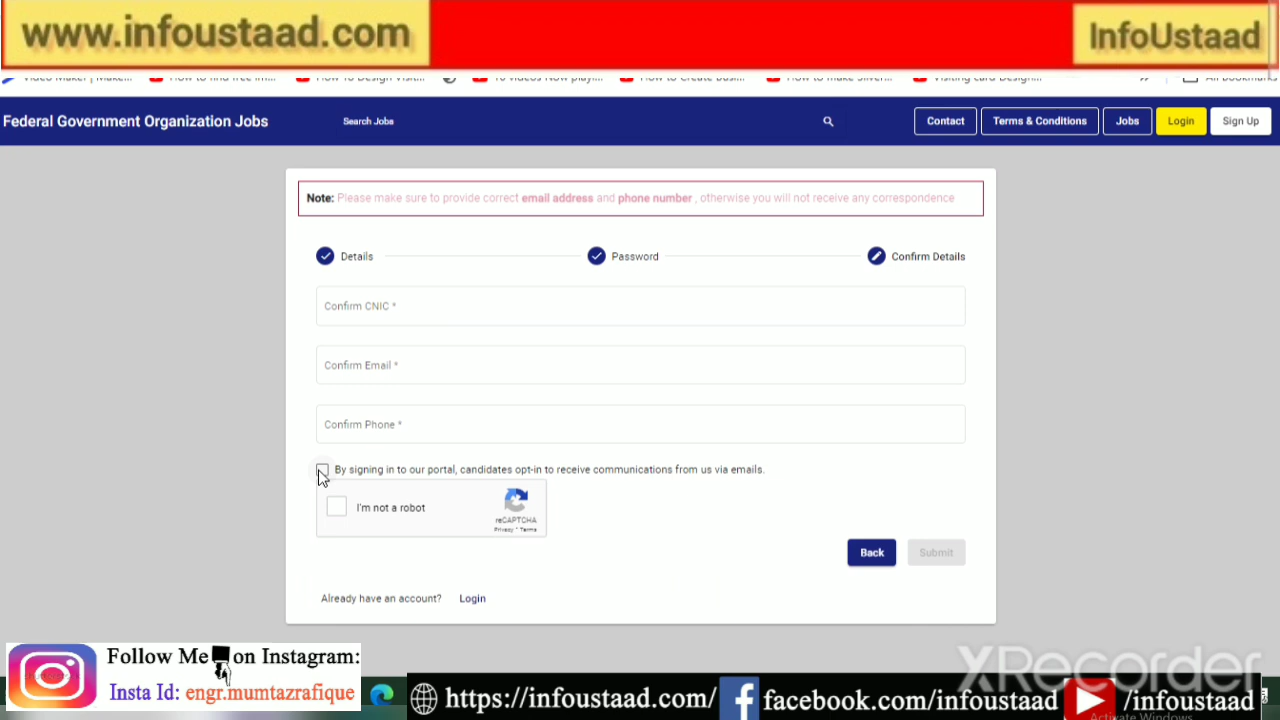 www.infoustaad.com
InfoUstaad
Federal Government Organization Jobs
Search Jobs
Contact
Terms & Conditions
Jobs
Login
Sign Up
Note: Please make sure to provide correct email address and phone number , otherwise you will not receive any correspondence
Details
Password
Confirm Details
Confirm CNIC *
Confirm Email *
Confirm Phone *
By signing in to our portal, candidates opt-in to receive communications from us via emails.
I'm not a robot
reCAPTCHA
Privacy - Terms
Back
Submit
Already have an account? Login
Follow Me on Instagram:
Insta Id: engr.mumtazrafique
XRecorder
https://infoustaad.com/
facebook.com/infoustaad
/infoustaad
Activate Windows